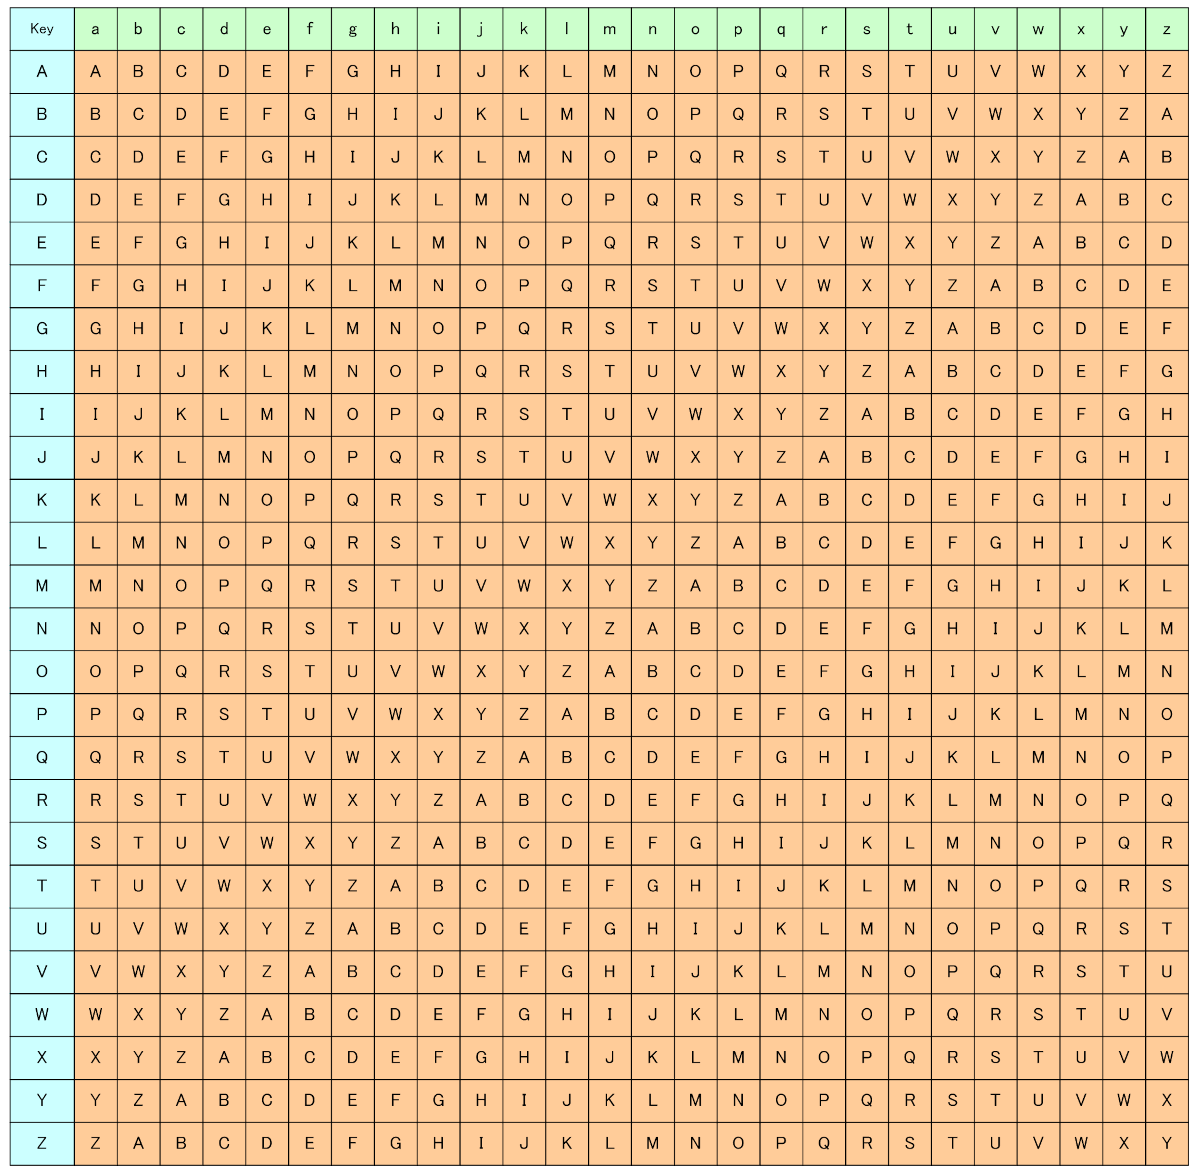 Key a b c d e f g h i j k l m n o p q r s t u v w x y z
A A B C D E F G H I J K L M N O P Q R S T U V W X Y Z
B B C D E F G H I J K L M N O P Q R S T U V W X Y Z A
C C D E F G H I J K L M N O P Q R S T U V W X Y Z A B
D D E F G H I J K L M N O P Q R S T U V W X Y Z A B C
E E F G H I J K L M N O P Q R S T U V W X Y Z A B C D
F F G H I J K L M N O P Q R S T U V W X Y Z A B C D E
G G H I J K L M N O P Q R S T U V W X Y Z A B C D E F
H H I J K L M N O P Q R S T U V W X Y Z A B C D E F G
I I J K L M N O P Q R S T U V W X Y Z A B C D E F G H
J J K L M N O P Q R S T U V W X Y Z A B C D E F G H I
K K L M N O P Q R S T U V W X Y Z A B C D E F G H I J
L L M N O P Q R S T U V W X Y Z A B C D E F G H I J K
M M N O P Q R S T U V W X Y Z A B C D E F G H I J K L
N N O P Q R S T U V W X Y Z A B C D E F G H I J K L M
O O P Q R S T U V W X Y Z A B C D E F G H I J K L M N
P P Q R S T U V W X Y Z A B C D E F G H I J K L M N O
Q Q R S T U V W X Y Z A B C D E F G H I J K L M N O P
R R S T U V W X Y Z A B C D E F G H I J K L M N O P Q
S S T U V W X Y Z A B C D E F G H I J K L M N O P Q R
T T U V W X Y Z A B C D E F G H I J K L M N O P Q R S
U U V W X Y Z A B C D E F G H I J K L M N O P Q R S T
V V W X Y Z A B C D E F G H I J K L M N O P Q R S T U
W W X Y Z A B C D E F G H I J K L M N O P Q R S T U V
X X Y Z A B C D E F G H I J K L M N O P Q R S T U V W
Y Y Z A B C D E F G H I J K L M N O P Q R S T U V W X
Z Z A B C D E F G H I J K L M N O P Q R S T U V W X Y